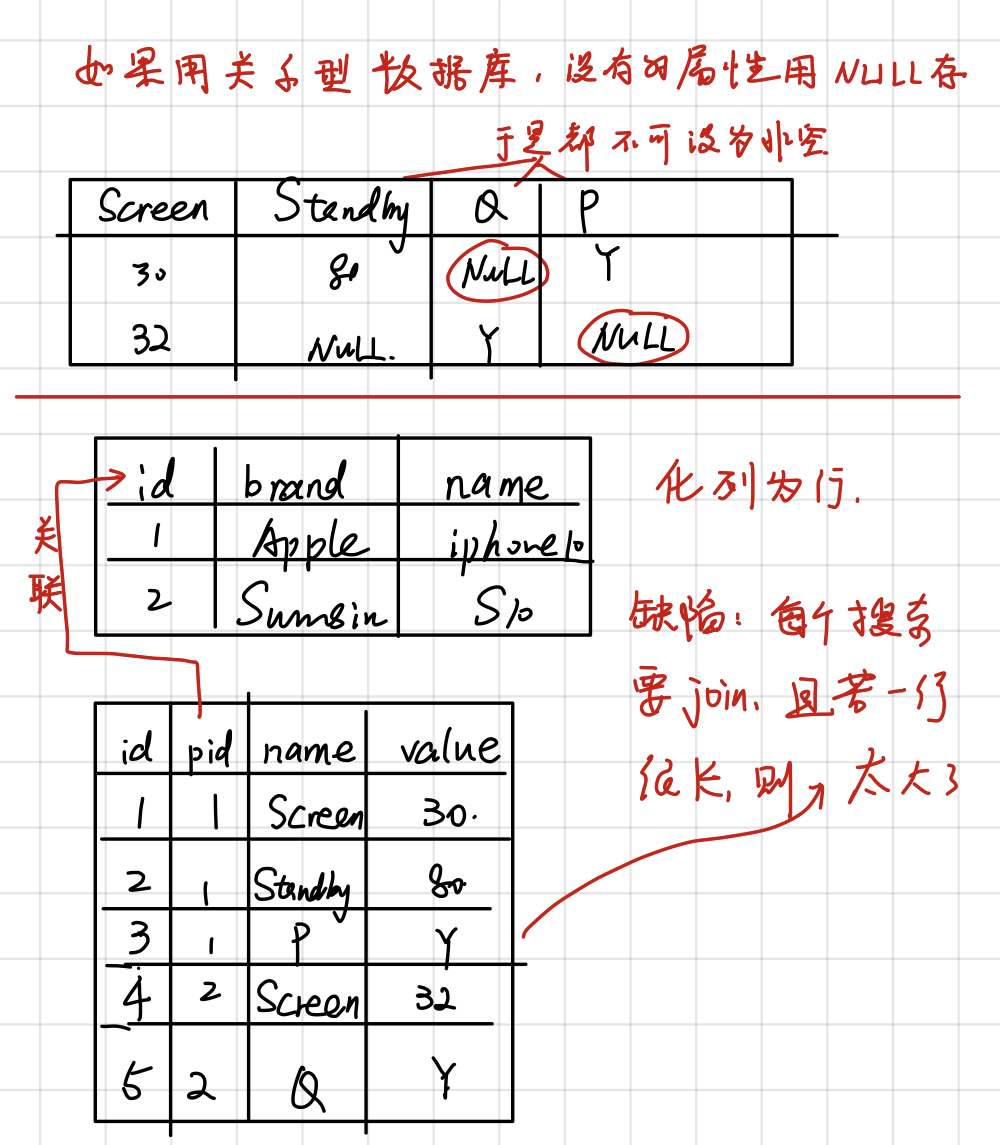 如果用关系型数据库，没有的属性用NULL存
于是都不可设为非空
Screen Standby Q P
30 80 NULL Y
32 NULL. Y NULL
id brand name
1 Apple iphone10
2 Sumsin S10
化列为行.
关联
缺陷：每个搜索
要join，且若一行
很长，则 太大了
id pid name value
1 1 Screen 30.
2 1 Standby 80
3 1 P Y
4 2 Screen 32
5 2 Q Y